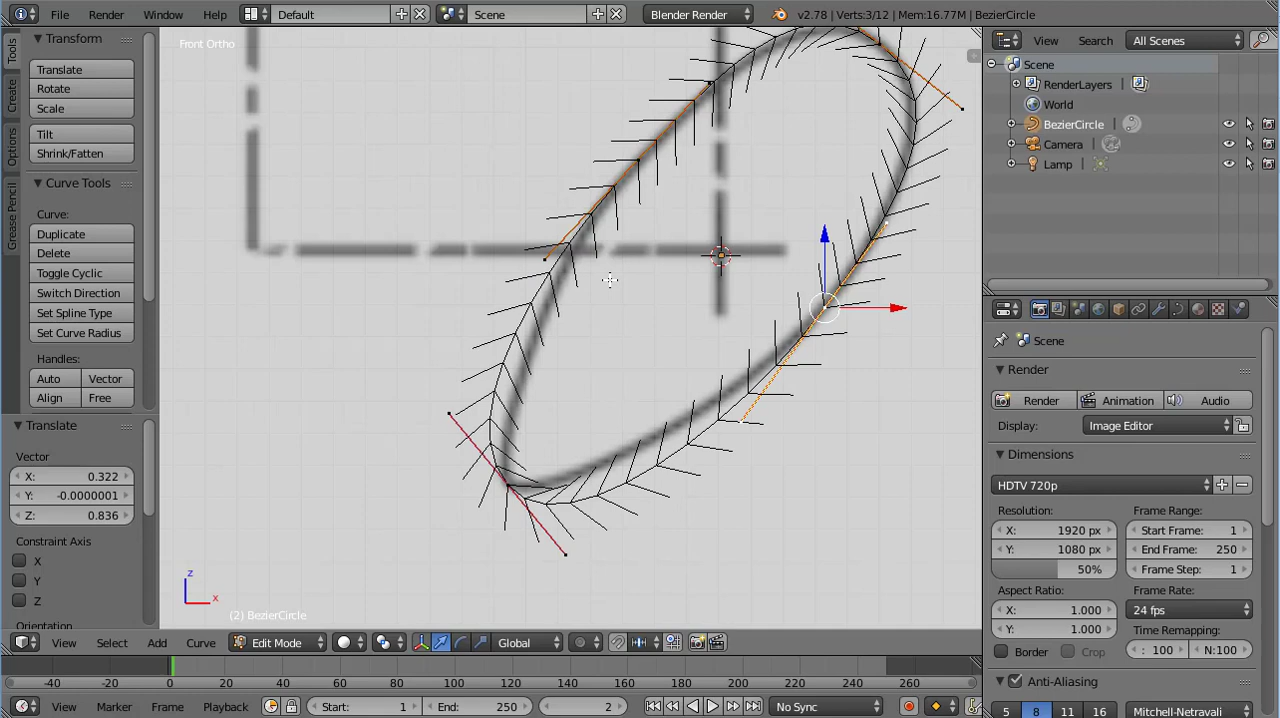 File Render Window Help Default Scene Blender Render v2.78 | Verts:3/12 | Mem:16.77M | BezierCircle
Tools
Create
Options
Grease Pencil
Transform
Translate
Rotate
Scale
Tilt
Shrink/Fatten
Curve Tools
Curve:
Duplicate
Delete
Toggle Cyclic
Switch Direction
Set Spline Type
Set Curve Radius
Handles:
Auto Vector
Align Free
Translate
Vector
X: 0.322
Y: -0.0000001
Z: 0.836
Constraint Axis
X
Y
Z
Orientation
Front Ortho
z
x
(2) BezierCircle
View Select Add Curve Edit Mode Global
-40 -20 0 20 40 60 80 100 120 140 160 180 200 220 240 260
View Marker Frame Playback Start: 1 End: 250 2 No Sync
View Search All Scenes
Scene
RenderLayers
World
BezierCircle
Camera
Lamp
Scene
Render
Render Animation Audio
Display: Image Editor
Dimensions
HDTV 720p
Resolution: Frame Range:
X: 1920 px Start Frame: 1
Y: 1080 px End Frame: 250
50% Frame Step: 1
Aspect Ratio: Frame Rate:
X: 1.000 24 fps
Y: 1.000 Time Remapping:
Border Crop : 100 N:100
Anti-Aliasing
5 8 11 16 Mitchell-Netravali